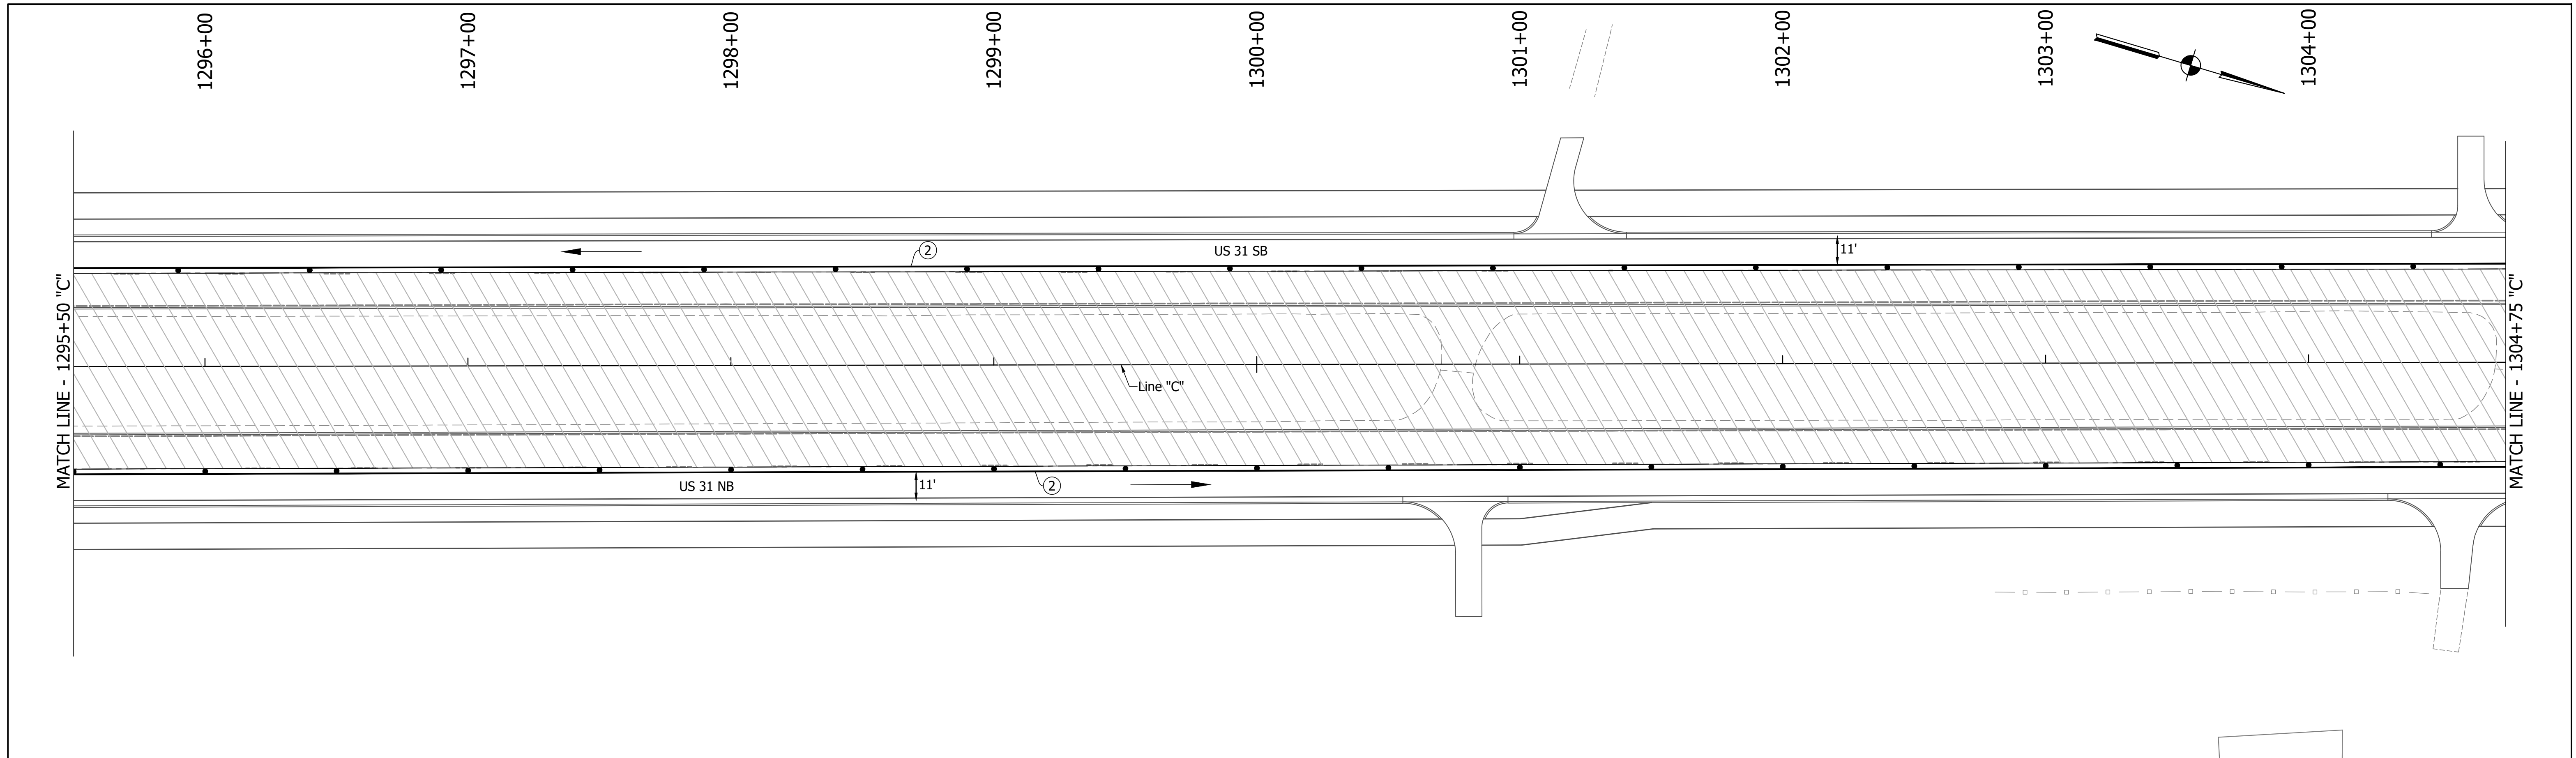 1296+00
1297+00
1298+00
1299+00
1300+00
1301+00
1302+00
1303+00
1304+00
MATCH LINE - 1295+50 "C"
2
US 31 SB
11'
Line "C"
US 31 NB
11'
2
MATCH LINE - 1304+75 "C"